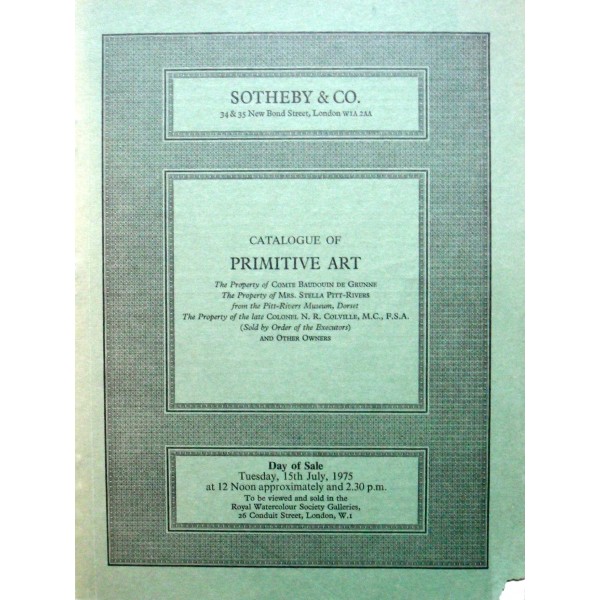 SOTHEBY & CO.
34 & 35 New Bond Street, London W1A 2AA
CATALOGUE OF
PRIMITIVE ART
The Property of COMTE BAUDOUIN DE GRUNNE
The Property of MRS. STELLA PITT-RIVERS
from the Pitt-Rivers Museum, Dorset
The Property of the late COLONEL N. R. COLVILLE, M.C., F.S.A.
(Sold by Order of the Executors)
AND OTHER OWNERS
Day of Sale
Tuesday, 15th July, 1975
at 12 Noon approximately and 2.30 p.m.
To be viewed and sold in the
Royal Watercolour Society Galleries,
26 Conduit Street, London, W.1